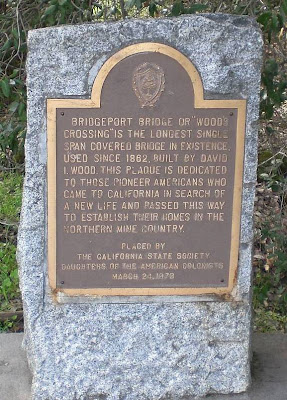 BRIDGEPORT BRIDGE OR "WOOD'S
CROSSING" IS THE LONGEST SINGLE
SPAN COVERED BRIDGE IN EXISTENCE,
USED SINCE 1862, BUILT BY DAVID
I. WOOD. THIS PLAQUE IS DEDICATED
TO THOSE PIONEER AMERICANS WHO
CAME TO CALIFORNIA IN SEARCH OF
A NEW LIFE AND PASSED THIS WAY
TO ESTABLISH THEIR HOMES IN THE
NORTHERN MINE COUNTRY.
PLACED BY
THE CALIFORNIA STATE SOCIETY
DAUGHTERS OF THE AMERICAN COLONISTS
MARCH 24, 1973